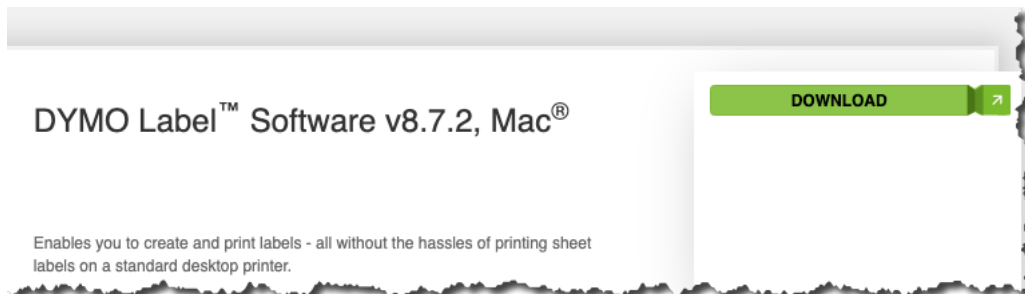 DYMO Label™ Software v8.7.2, Mac®
DOWNLOAD
Enables you to create and print labels - all without the hassles of printing sheet
labels on a standard desktop printer.